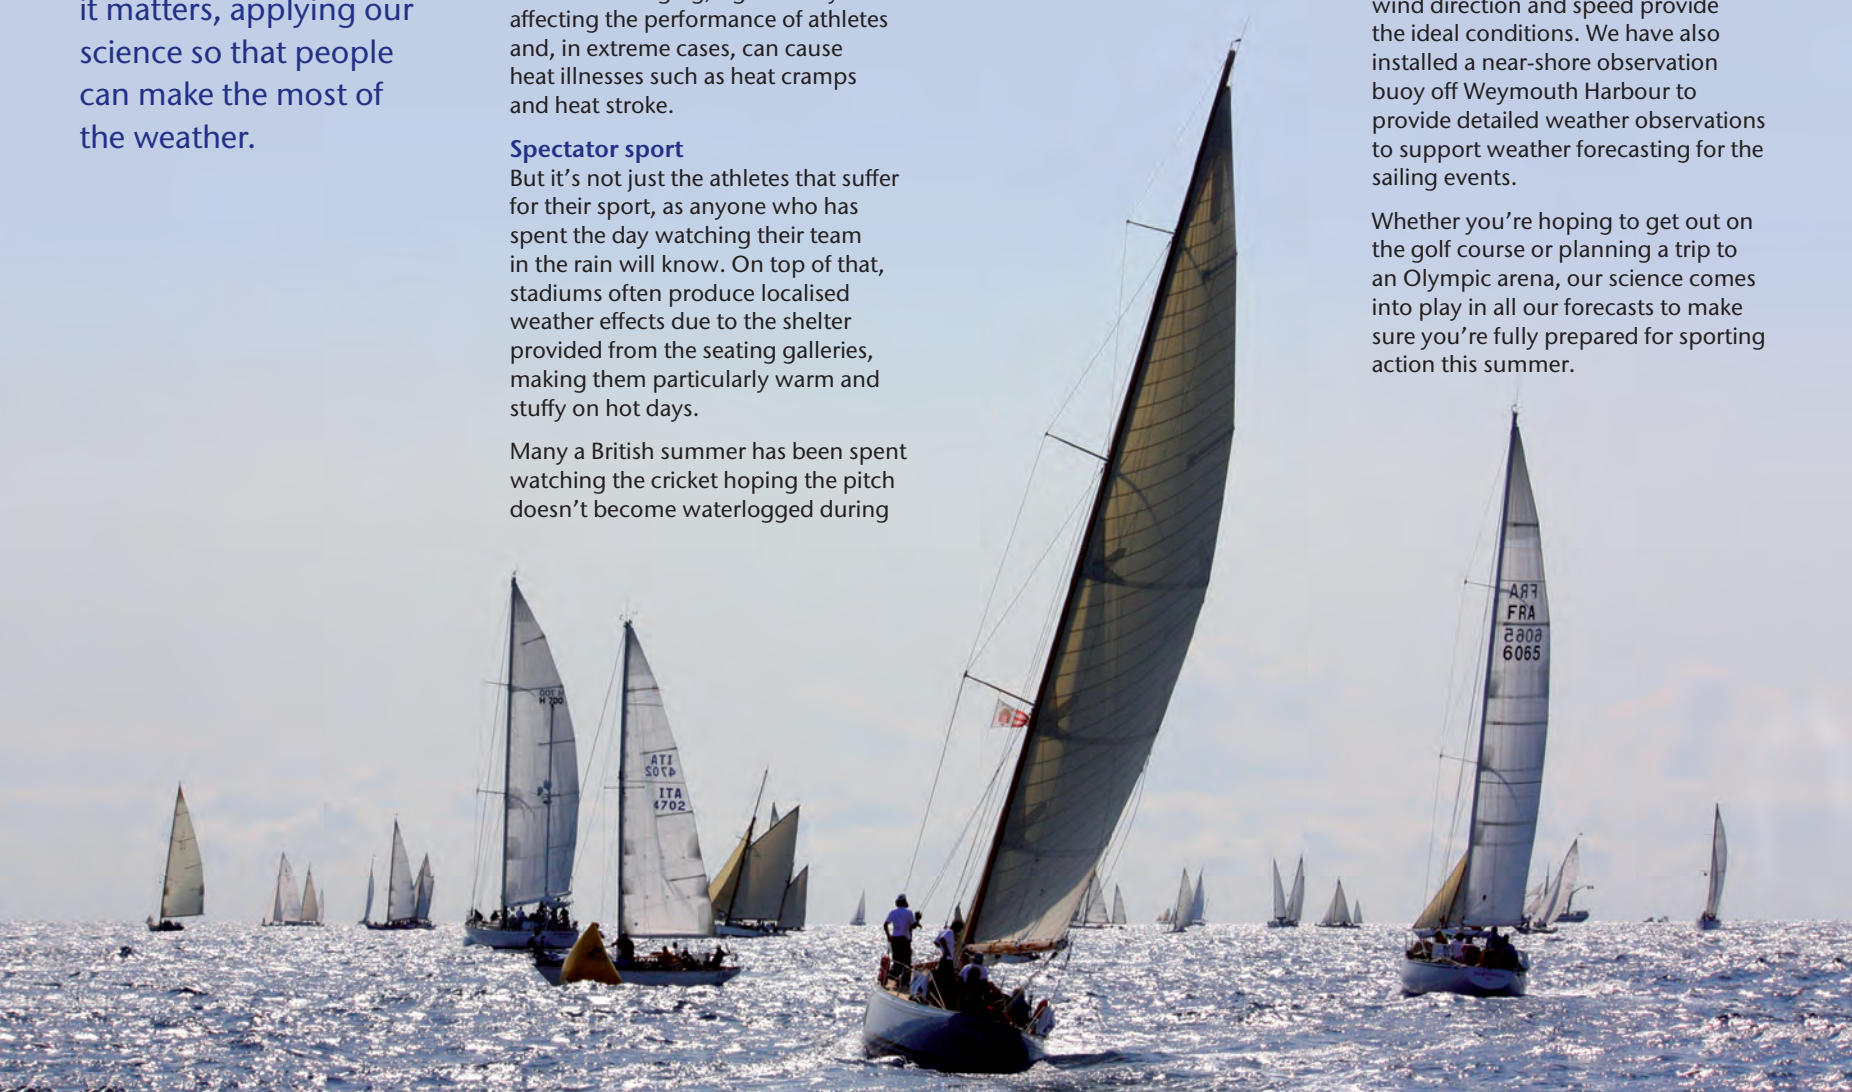 it matters, applying our
science so that people
can make the most of
the weather.
affecting the performance of athletes
and, in extreme cases, can cause
heat illnesses such as heat cramps
and heat stroke.
Spectator sport
But it’s not just the athletes that suffer
for their sport, as anyone who has
spent the day watching their team
in the rain will know. On top of that,
stadiums often produce localised
weather effects due to the shelter
provided from the seating galleries,
making them particularly warm and
stuffy on hot days.
Many a British summer has been spent
watching the cricket hoping the pitch
doesn’t become waterlogged during
wind direction and speed provide
the ideal conditions. We have also
installed a near-shore observation
buoy off Weymouth Harbour to
provide detailed weather observations
to support weather forecasting for the
sailing events.
Whether you’re hoping to get out on
the golf course or planning a trip to
an Olympic arena, our science comes
into play in all our forecasts to make
sure you’re fully prepared for sporting
action this summer.
FRA
FRA
6065
6065
H 700
H 700
ITA
4702
ITA
4702